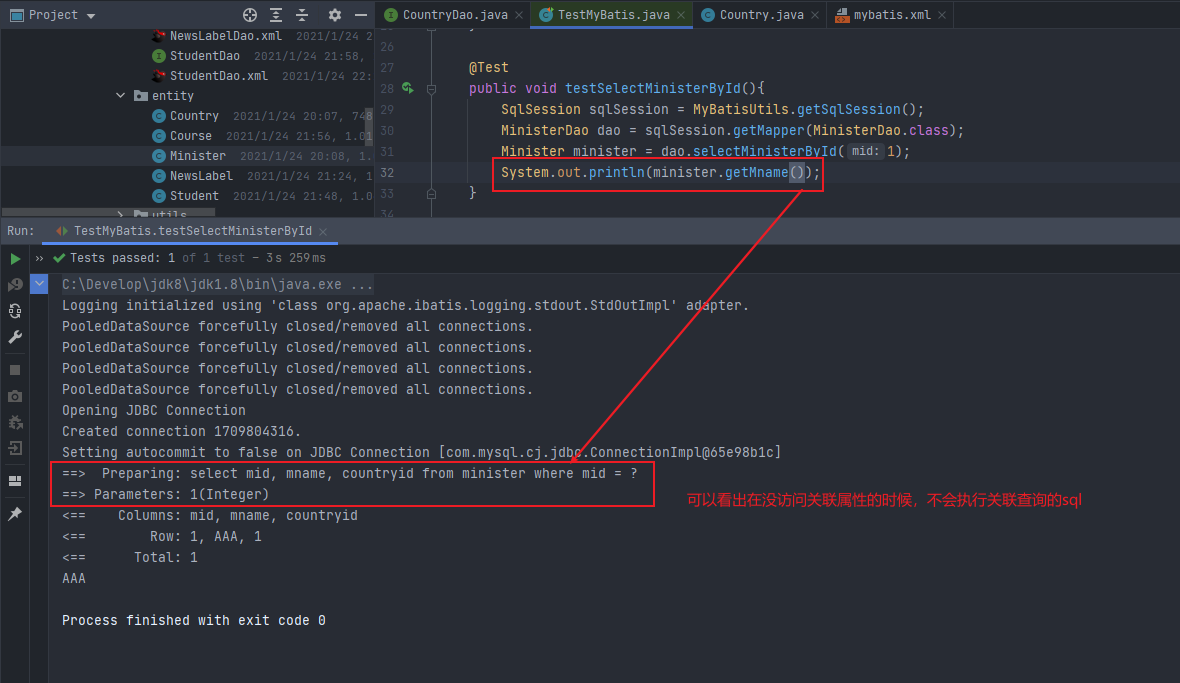 Project
CountryDao.java
TestMyBatis.java
Country.java
mybatis.xml
NewsLabelDao.xml 2021/1/24 2
StudentDao 2021/1/24 21:58,
StudentDao.xml 2021/1/24 22:
entity
Country 2021/1/24 20:07, 748
Course 2021/1/24 21:56, 1.01
Minister 2021/1/24 20:08, 1.
NewsLabel 2021/1/24 21:24, 1
Student 2021/1/24 21:48, 1.0
utils
26
27 @Test
28 public void testSelectMinisterById(){
29 SqlSession sqlSession = MyBatisUtils.getSqlSession();
30 MinisterDao dao = sqlSession.getMapper(MinisterDao.class);
31 Minister minister = dao.selectMinisterById( mid: 1);
32 System.out.println(minister.getMname());
33 }
34
Run: TestMyBatis.testSelectMinisterById
›› Tests passed: 1 of 1 test – 3 s 259 ms
C:\Develop\jdk8\jdk1.8\bin\java.exe ...
Logging initialized using 'class org.apache.ibatis.logging.stdout.StdOutImpl' adapter.
PooledDataSource forcefully closed/removed all connections.
PooledDataSource forcefully closed/removed all connections.
PooledDataSource forcefully closed/removed all connections.
PooledDataSource forcefully closed/removed all connections.
Opening JDBC Connection
Created connection 1709804316.
Setting autocommit to false on JDBC Connection [com.mysql.cj.jdbc.ConnectionImpl@65e98b1c]
==>  Preparing: select mid, mname, countryid from minister where mid = ?
==> Parameters: 1(Integer)
可以看出在没访问关联属性的时候，不会执行关联查询的sql
<==    Columns: mid, mname, countryid
<==        Row: 1, AAA, 1
<==      Total: 1
AAA
Process finished with exit code 0